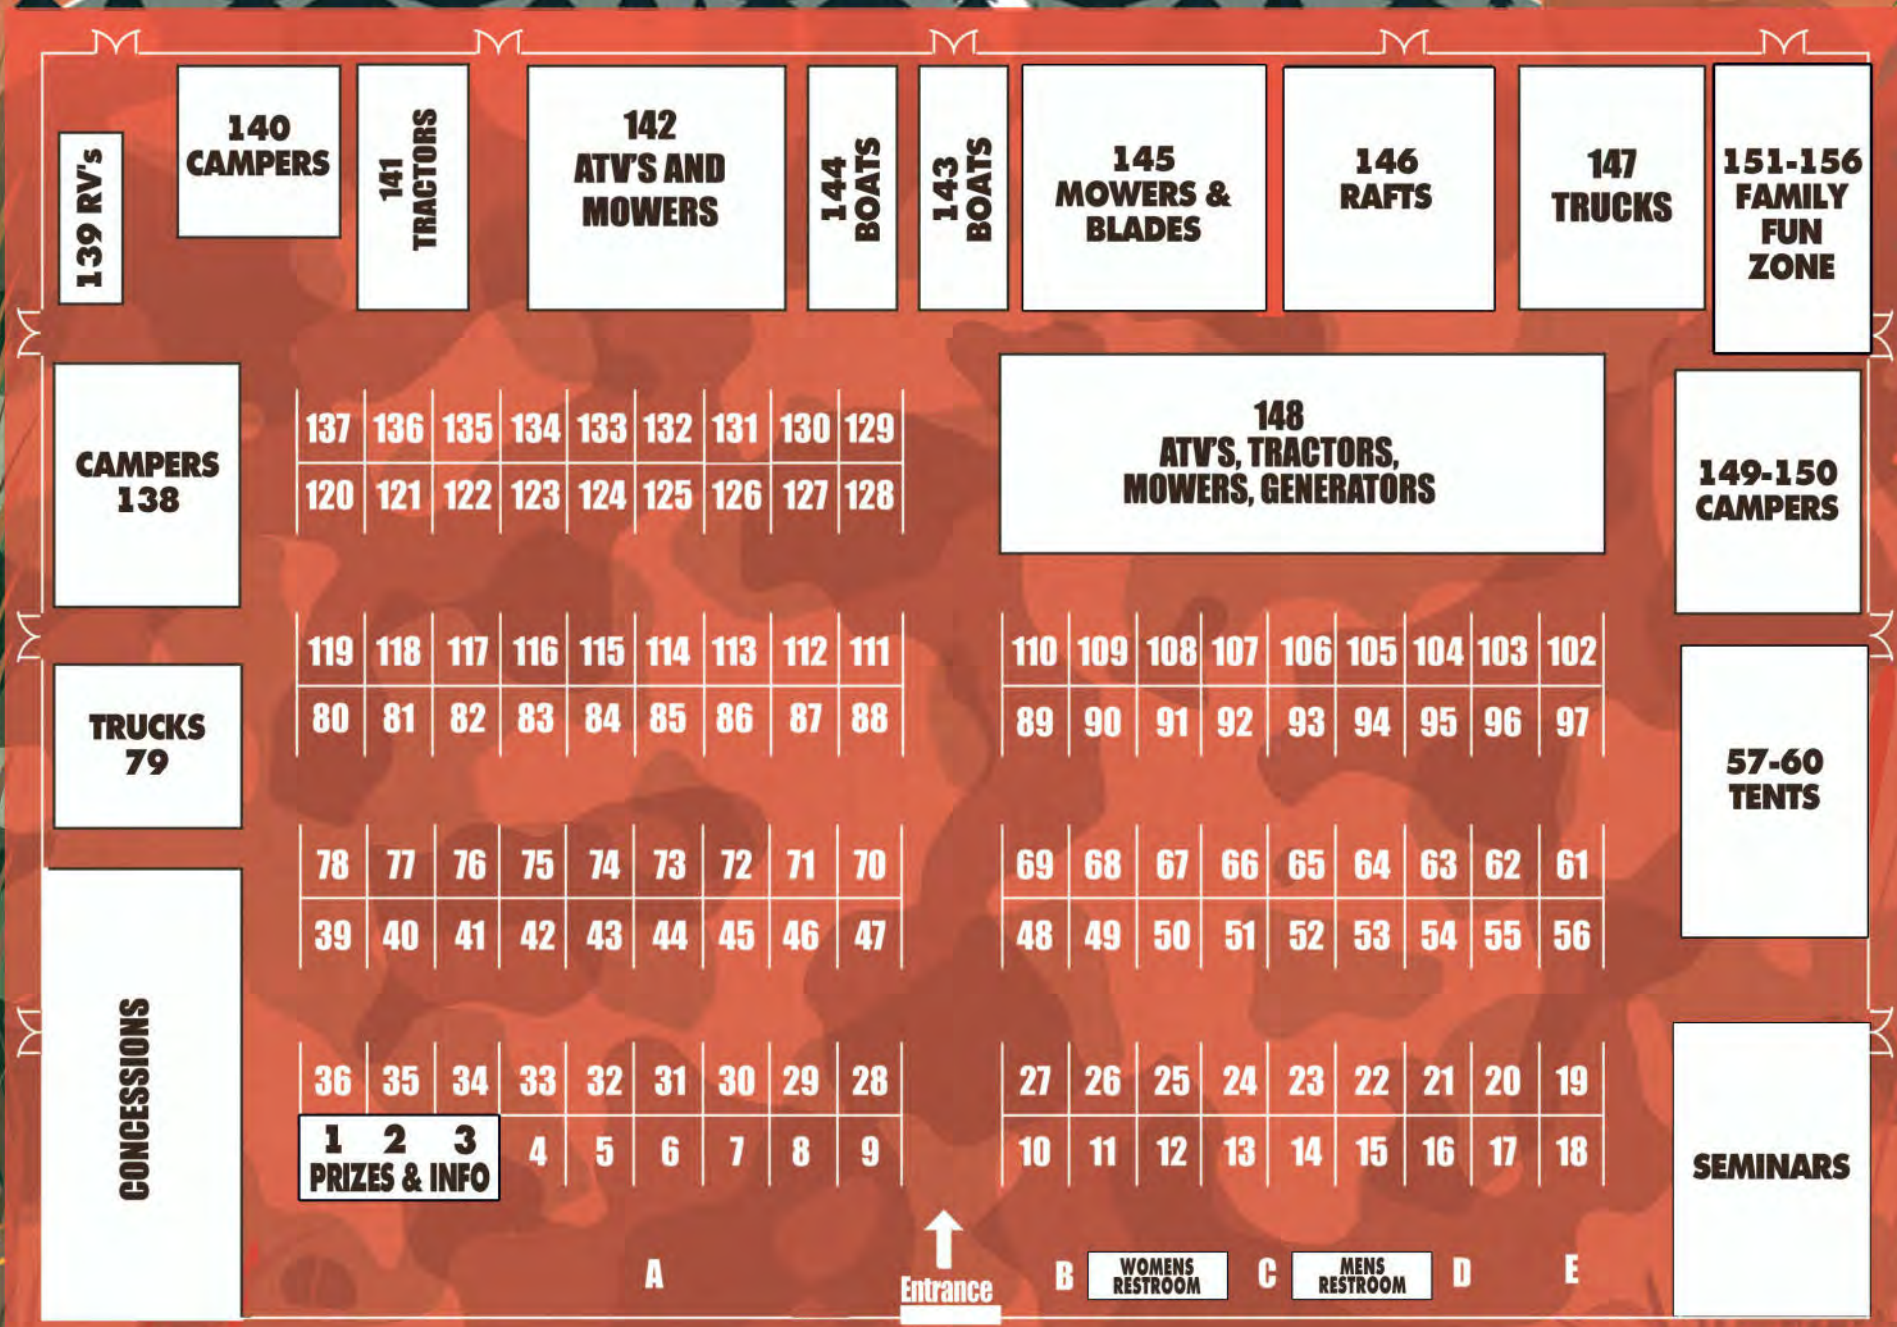 139 RV's
140
CAMPERS
141
TRACTORS
142
ATV'S AND
MOWERS
144
BOATS
143
BOATS
145
MOWERS &
BLADES
146
RAFTS
147
TRUCKS
151-156
FAMILY
FUN
ZONE
CAMPERS
138
137 136 135 134 133 132 131 130 129
120 121 122 123 124 125 126 127 128
148
ATV'S, TRACTORS,
MOWERS, GENERATORS
149-150
CAMPERS
119 118 117 116 115 114 113 112 111
80 81 82 83 84 85 86 87 88
110 109 108 107 106 105 104 103 102
89 90 91 92 93 94 95 96 97
TRUCKS
79
57-60
TENTS
78 77 76 75 74 73 72 71 70
39 40 41 42 43 44 45 46 47
69 68 67 66 65 64 63 62 61
48 49 50 51 52 53 54 55 56
CONCESSIONS
36 35 34 33 32 31 30 29 28
1 2 3
PRIZES & INFO
4 5 6 7 8 9
27 26 25 24 23 22 21 20 19
10 11 12 13 14 15 16 17 18
SEMINARS
A
Entrance
B
WOMENS
RESTROOM
C
MENS
RESTROOM
D
E